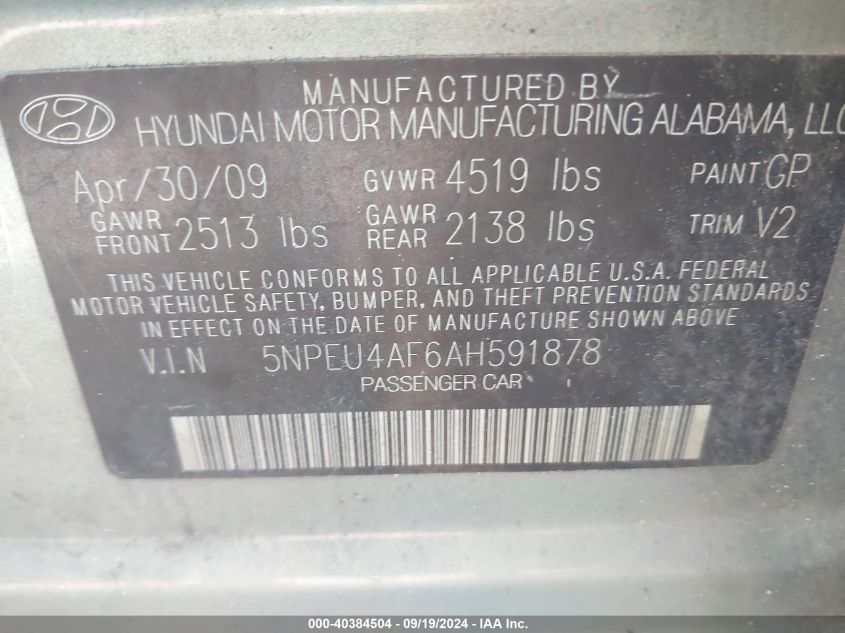 MANUFACTURED BY
HYUNDAI MOTOR MANUFACTURING ALABAMA, LLC
Apr/30/09 GVWR 4519 lbs PAINT GP
GAWR FRONT 2513 lbs GAWR REAR 2138 lbs TRIM V2
THIS VEHICLE CONFORMS TO ALL APPLICABLE U.S.A. FEDERAL
MOTOR VEHICLE SAFETY, BUMPER, AND THEFT PREVENTION STANDARDS
IN EFFECT ON THE DATE OF MANUFACTURE SHOWN ABOVE
V.I.N 5NPEU4AF6AH591878
PASSENGER CAR
000-40384504 - 09/19/2024 - IAA Inc.